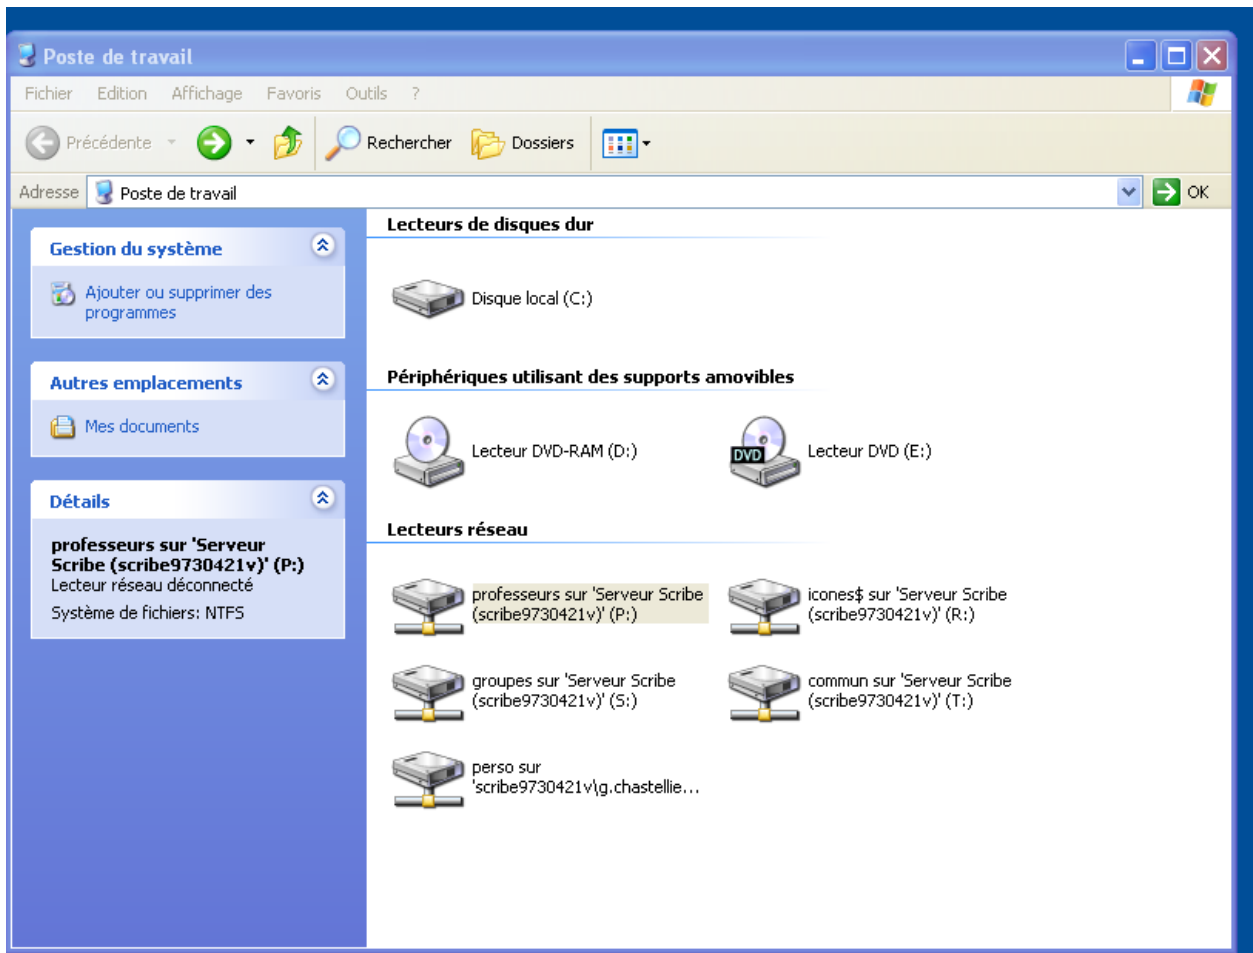 Poste de travail
Fichier Edition Affichage Favoris Outils ?
Précédente Rechercher Dossiers
Adresse Poste de travail OK
Gestion du système
Ajouter ou supprimer des
programmes
Autres emplacements
Mes documents
Détails
professeurs sur 'Serveur
Scribe (scribe9730421v)' (P:)
Lecteur réseau déconnecté
Système de fichiers: NTFS
Lecteurs de disques dur
Disque local (C:)
Périphériques utilisant des supports amovibles
Lecteur DVD-RAM (D:)
DVD
Lecteur DVD (E:)
Lecteurs réseau
professeurs sur 'Serveur Scribe
(scribe9730421v)' (P:)
icones$ sur 'Serveur Scribe
(scribe9730421v)' (R:)
groupes sur 'Serveur Scribe
(scribe9730421v)' (S:)
commun sur 'Serveur Scribe
(scribe9730421v)' (T:)
perso sur
'scribe9730421v\g.chastellie...